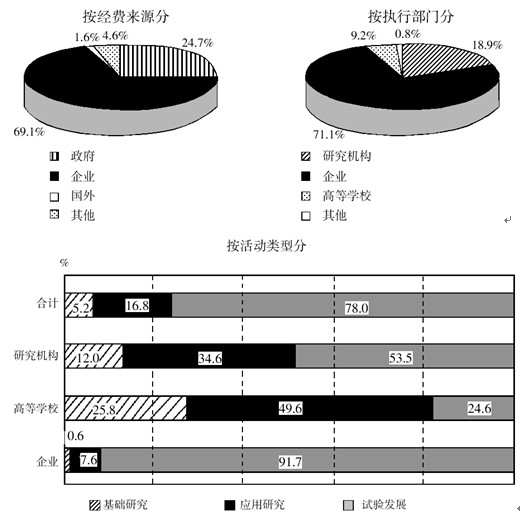 按经费来源分
1.6%
4.6%
24.7%
69.1%
政府
企业
国外
其他
按执行部门分
9.2%
0.8%
18.9%
71.1%
研究机构
企业
高等学校
其他
按活动类型分
%
合计 5.2 16.8 78.0
研究机构 12.0 34.6 53.5
高等学校 25.8 49.6 24.6
0.6
企业 7.6 91.7
基础研究 应用研究 试验发展